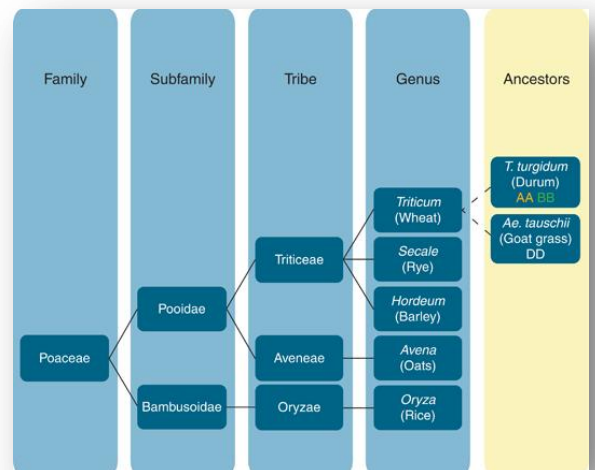 Family
Subfamily
Tribe
Genus
Ancestors
T. turgidum
(Durum)
AA BB
Triticum
(Wheat)
Ae. tauschii
(Goat grass)
DD
Triticeae
Secale
(Rye)
Pooidae
Hordeum
(Barley)
Poaceae
Aveneae
Avena
(Oats)
Bambusoidae
Oryzae
Oryza
(Rice)